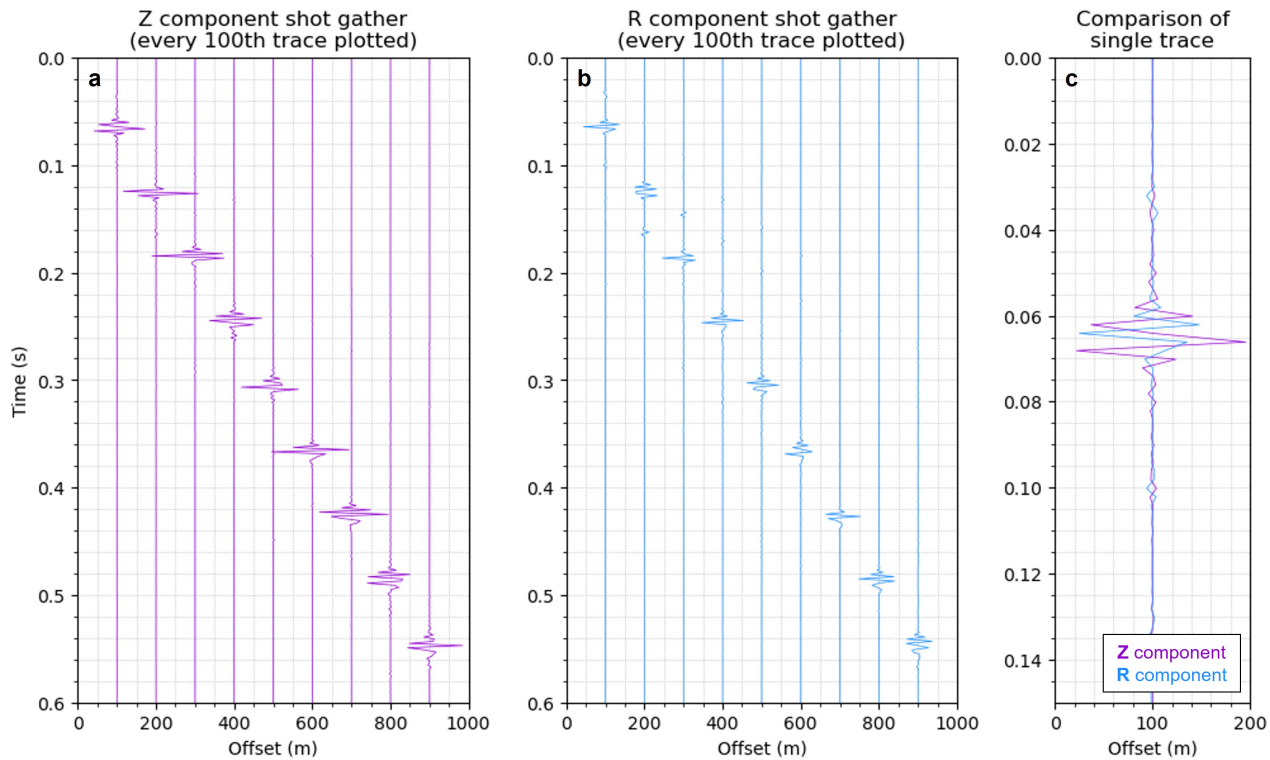 Z component shot gather
(every 100th trace plotted)
R component shot gather
(every 100th trace plotted)
Comparison of
single trace
a
b
c
Time (s)
0.0
0.1
0.2
0.3
0.4
0.5
0.6
0 200 400 600 800 1000
Offset (m)
0.0
0.1
0.2
0.3
0.4
0.5
0.6
0 200 400 600 800 1000
Offset (m)
0.00
0.02
0.04
0.06
0.08
0.10
0.12
0.14
Z component
R component
0 100 200
Offset (m)